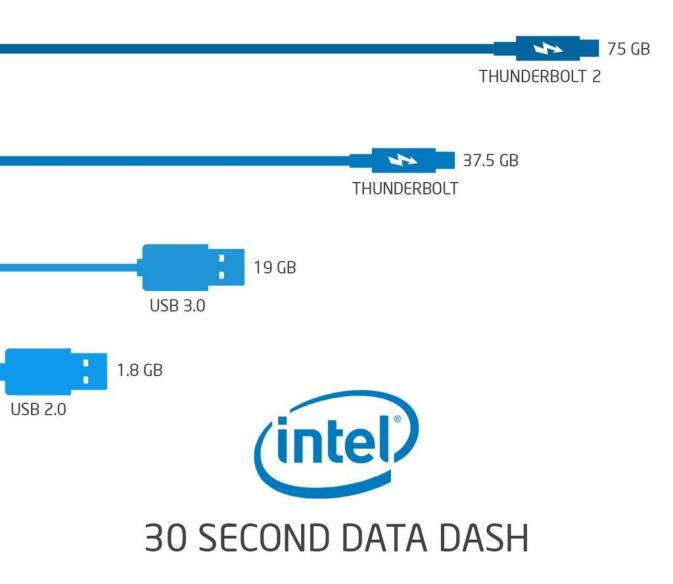 75 GB
THUNDERBOLT 2
37.5 GB
THUNDERBOLT
19 GB
USB 3.0
1.8 GB
USB 2.0
intel®
30 SECOND DATA DASH